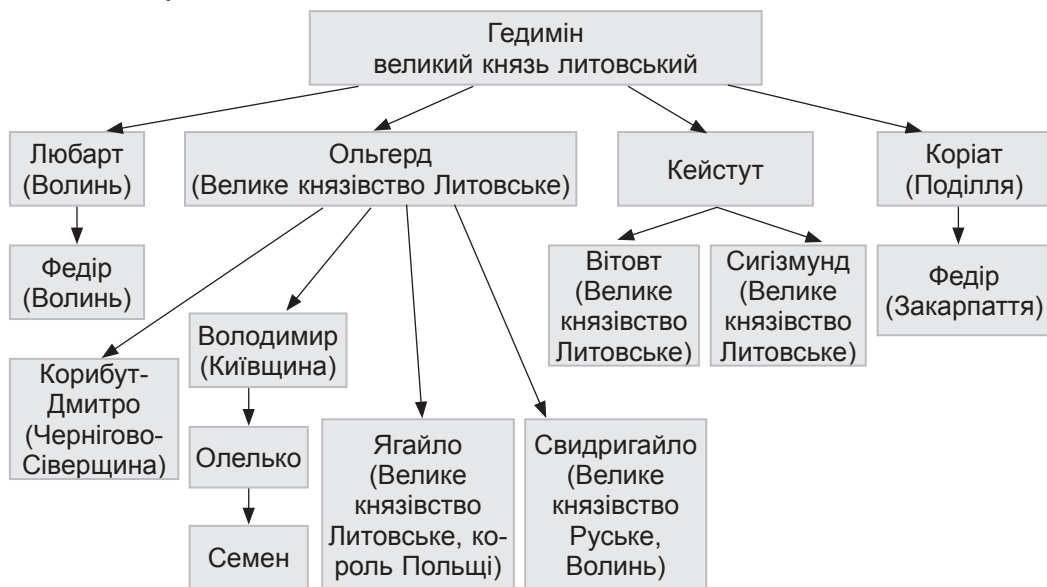 Гедимін
великий князь литовський
Любарт
(Волинь)
Ольгерд
(Велике князівство Литовське)
Кейстут
Коріат
(Поділля)
Федір
(Волинь)
Вітовт
(Велике
князівство
Литовське)
Сигізмунд
(Велике
князівство
Литовське)
Федір
(Закарпаття)
Корибут-
Дмитро
(Чернігово-
Сіверщина)
Володимир
(Київщина)
Олелько
Семен
Ягайло
(Велике
князівство
Литовське, ко-
роль Польщі)
Свидригайло
(Велике
князівство
Руське,
Волинь)